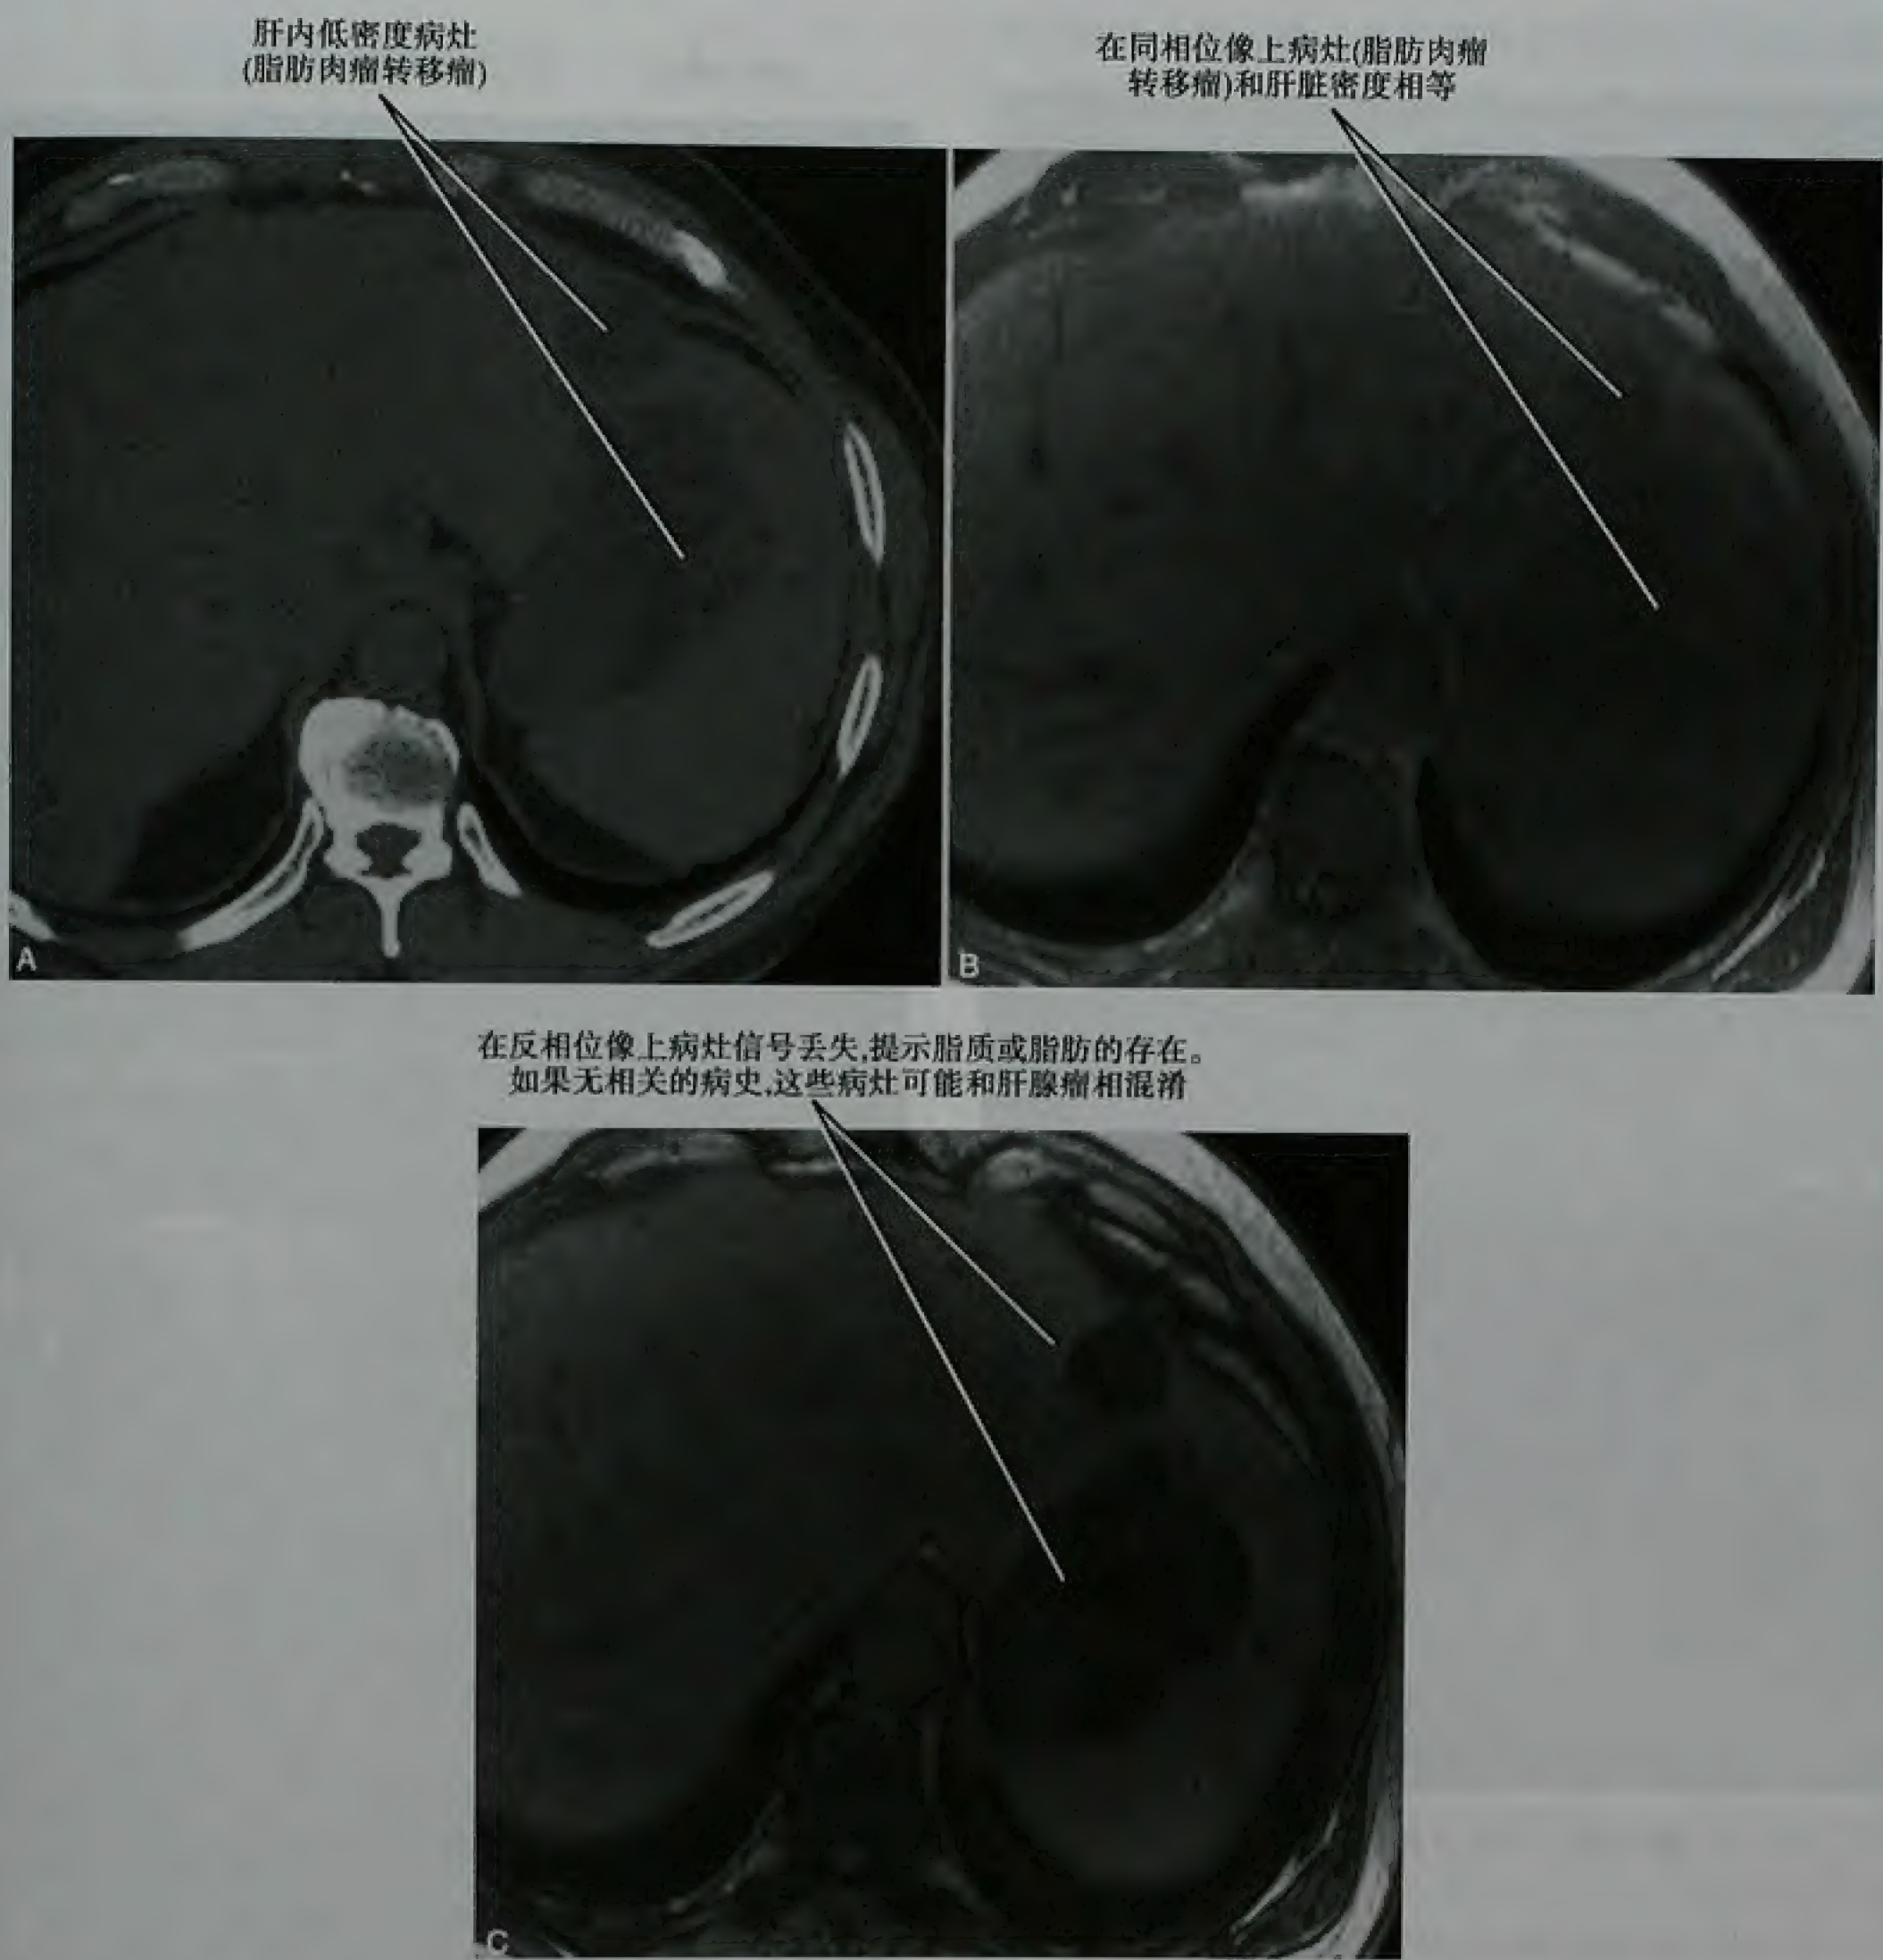 肝内低密度病灶
(脂肪肉瘤转移瘤)
在同相位像上病灶(脂肪肉瘤
转移瘤)和肝脏密度相等
A
B
在反相位像上病灶信号丢失,提示脂质或脂肪的存在。
如果无相关的病史,这些病灶可能和肝腺瘤相混淆
C